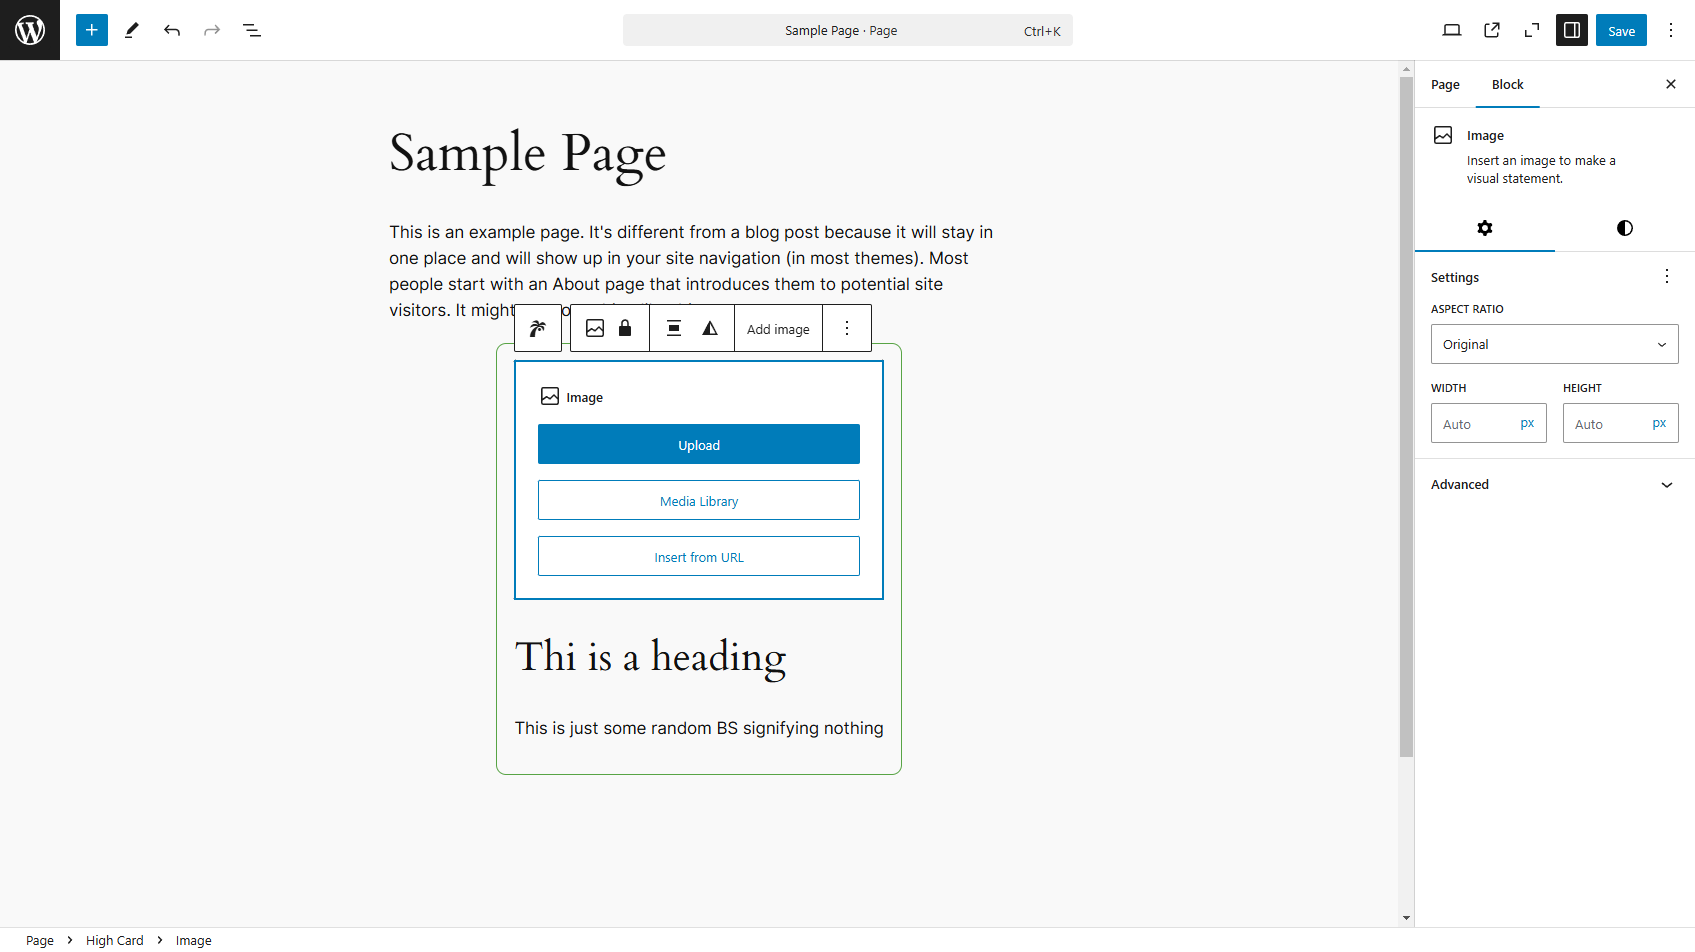 Sample Page · Page
Ctrl+K
Save
Sample Page
This is an example page. It's different from a blog post because it will stay in
one place and will show up in your site navigation (in most themes). Most
people start with an About page that introduces them to potential site
visitors. It might
Add image
Image
Upload
Media Library
Insert from URL
Thi is a heading
This is just some random BS signifying nothing
Page
Block
Image
Insert an image to make a
visual statement.
Settings
ASPECT RATIO
Original
WIDTH
HEIGHT
Auto
px
Auto
px
Advanced
Page
High Card
Image